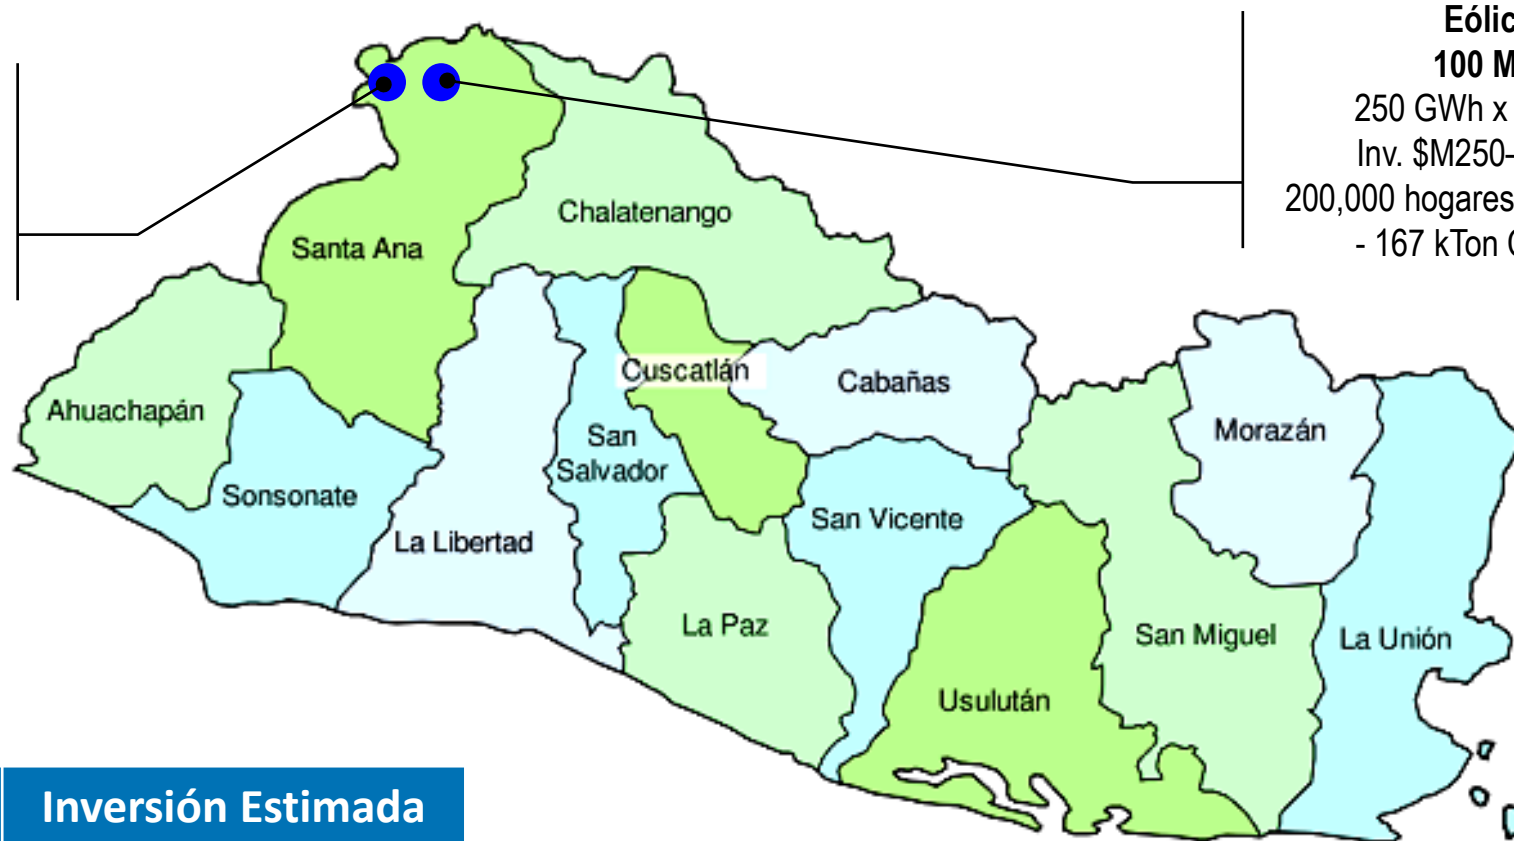 Eólic
100 M
250 GWh x
Inv. $M250-
200,000 hogares
- 167 kTon
Chalatenango
Santa Ana
Cuscatlán
Cabañas
Ahuachapán
Morazán
San
Salvador
Sonsonate
San Vicente
La Libertad
La Paz
San Miguel
La Unión
Usulután
Inversión Estimada